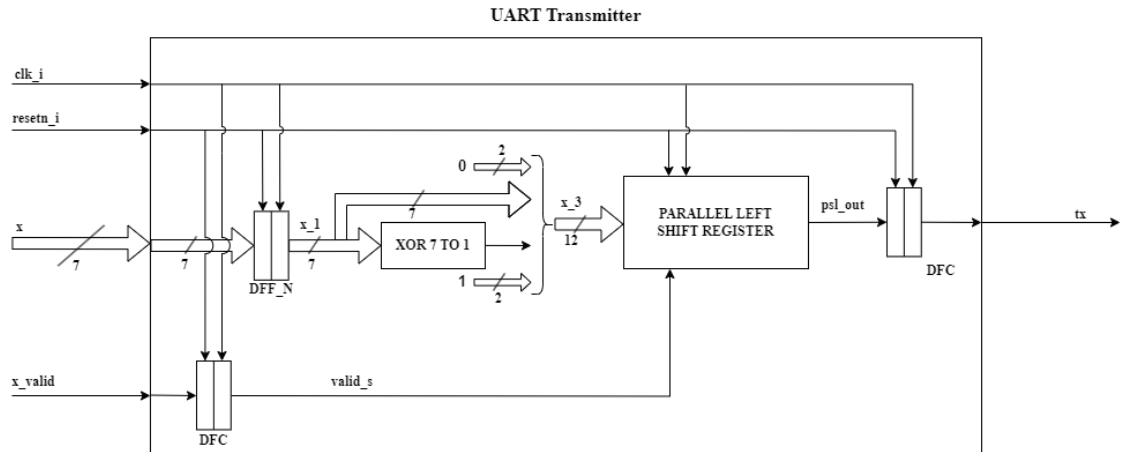 UART Transmitter
clk_i
resetn_i
0
2
7
x_1
7
XOR 7 TO 1
1
2
x_3
12
PARALLEL LEFT
SHIFT REGISTER
psl_out
tx
DFC
x
7
7
DFF_N
x_valid
valid_s
DFC